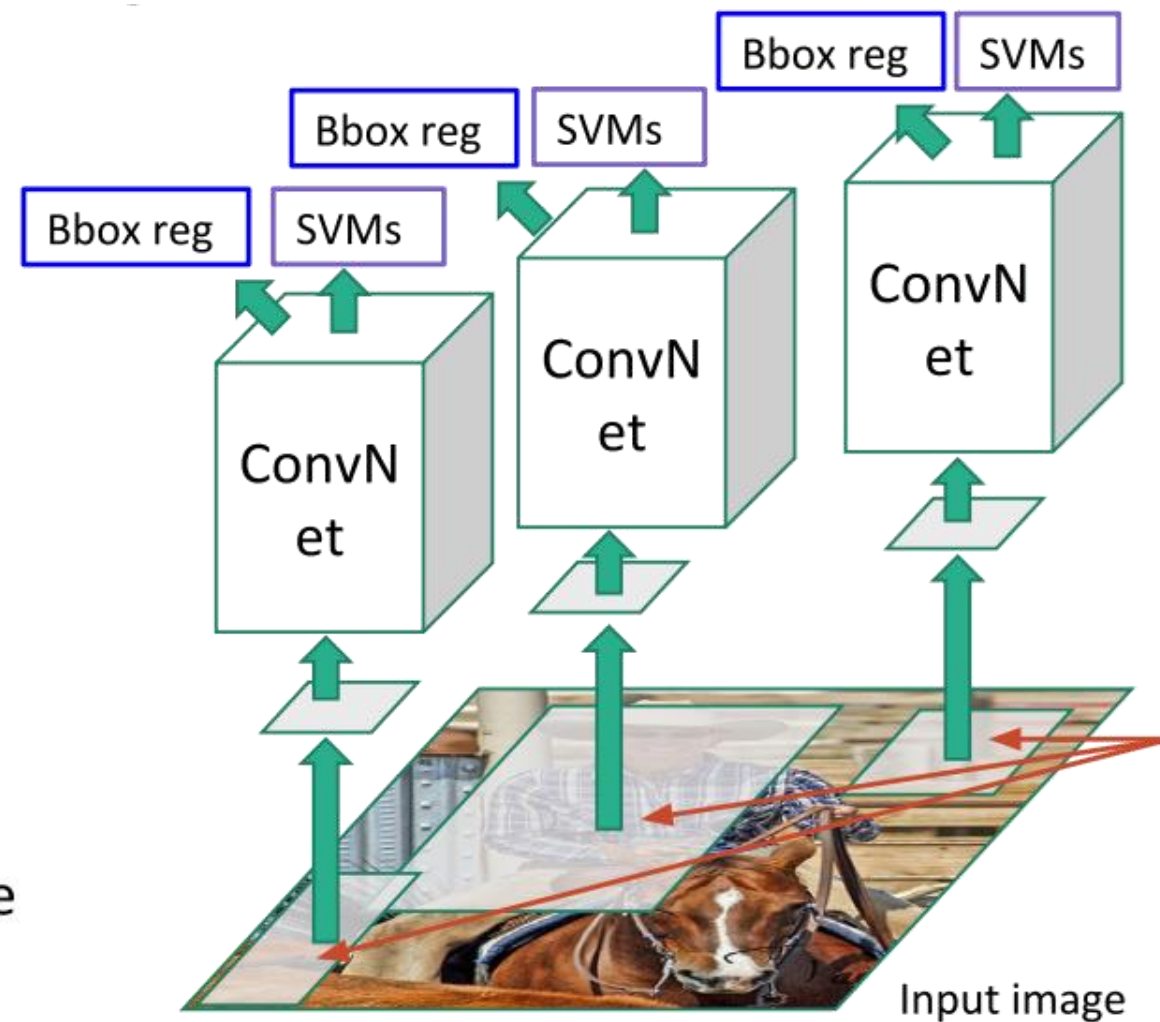 Bbox reg
SVMs
Bbox reg
SVMs
Bbox reg
SVMs
ConvN
et
ConvN
et
ConvN
et
e
Input image